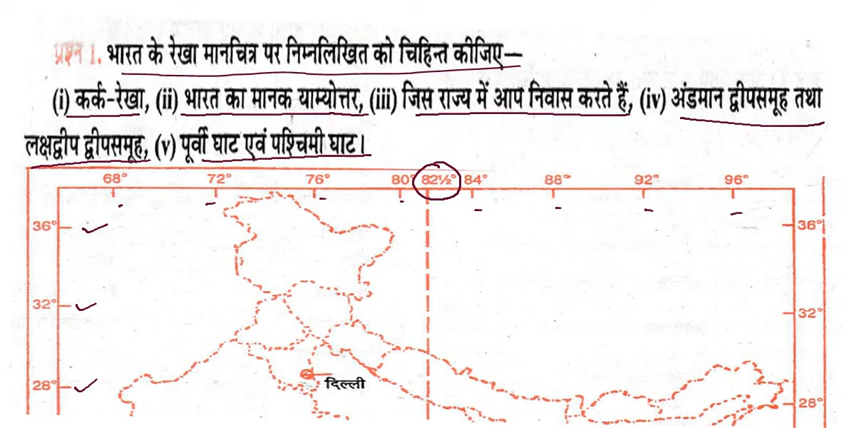 प्रश्न 1. भारत के रेखा मानचित्र पर निम्नलिखित को चिह्नित कीजिए—
(i) कर्क-रेखा, (ii) भारत का मानक याम्योत्तर, (iii) जिस राज्य में आप निवास करते हैं, (iv) अंडमान द्वीपसमूह तथा
लक्षद्वीप द्वीपसमूह, (v) पूर्वी घाट एवं पश्चिमी घाट।
68° 72° 76° 80° 82½° 84° 88° 92° 96°
36° 36°
32° 32°
दिल्ली
28° 28°